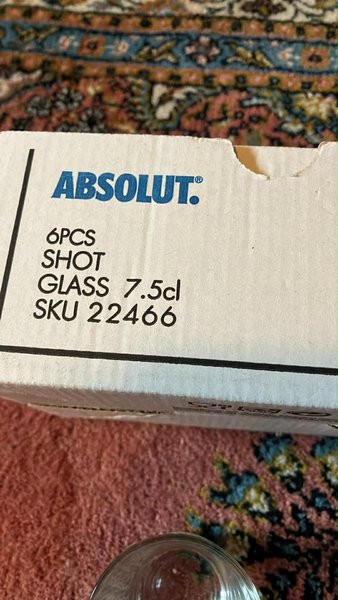 ABSOLUT.®
6PCS
SHOT
GLASS 7.5cl
SKU 22466